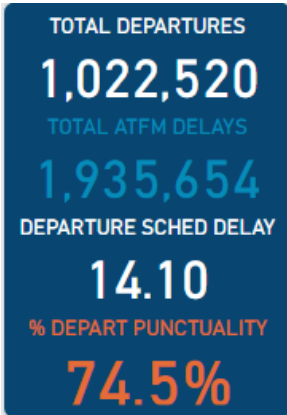 TOTAL DEPARTURES
1,022,520
TOTAL ATFM DELAYS
1,935,654
DEPARTURE SCHED DELAY
14.10
% DEPART PUNCTUALITY
74.5%